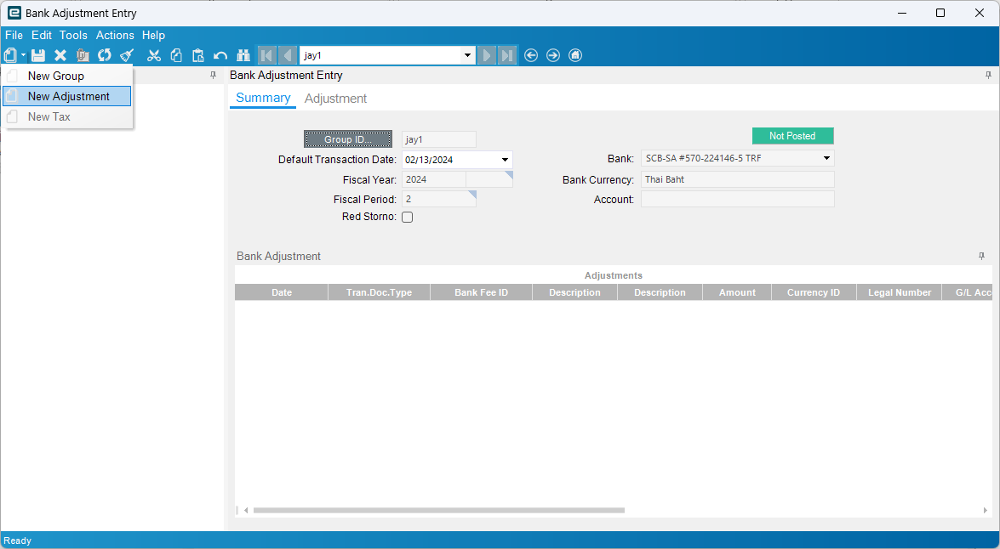 Bank Adjustment Entry
File Edit Tools Actions Help
jay1
New Group
New Adjustment
New Tax
Bank Adjustment Entry
Summary Adjustment
Group ID... jay1
Not Posted
Default Transaction Date: 02/13/2024
Bank: SCB-SA #570-224146-5 TRF
Fiscal Year: 2024
Bank Currency: Thai Baht
Fiscal Period: 2
Account:
Red Storno:
Bank Adjustment
Adjustments
Date Tran.Doc.Type Bank Fee ID Description Description Amount Currency ID Legal Number G/L Acc
Ready